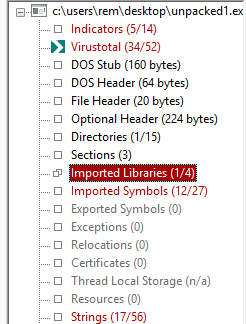 c:\users\rem\desktop\unpacked1.ex
Indicators (5/14)
Virustotal (34/52)
DOS Stub (160 bytes)
DOS Header (64 bytes)
File Header (20 bytes)
Optional Header (224 bytes)
Directories (1/15)
Sections (3)
Imported Libraries (1/4)
Imported Symbols (12/27)
Exported Symbols (0)
Exceptions (0)
Relocations (0)
Certificates (0)
Thread Local Storage (n/a)
Resources (0)
Strings (17/56)